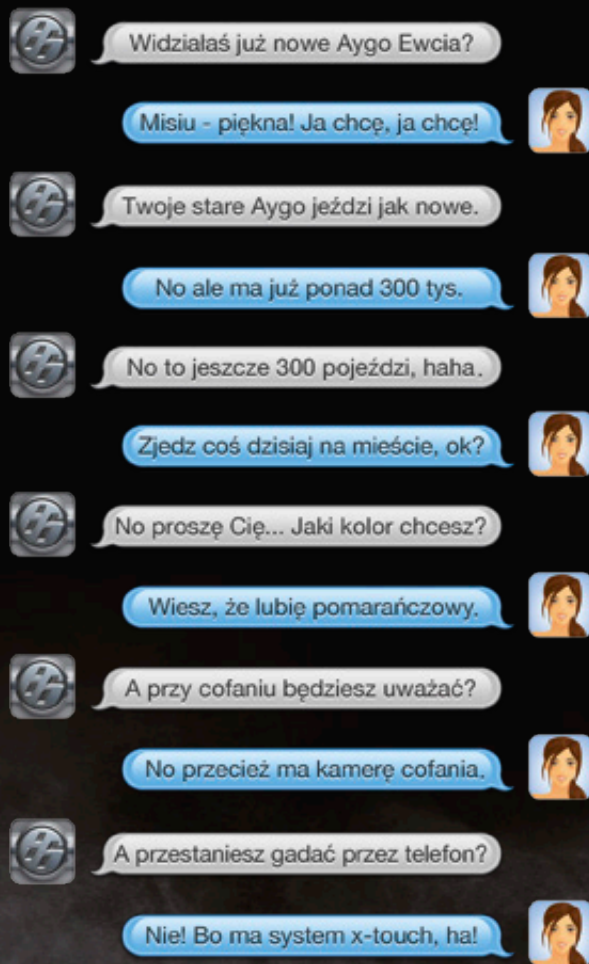 Widziałaś już nowe Aygo Ewcia?
Misiu - piękna! Ja chcę, ja chcę!
Twoje stare Aygo jeździ jak nowe.
No ale ma już ponad 300 tys.
No to jeszcze 300 pojeździ, haha.
Zjedz coś dzisiaj na mieście, ok?
No proszę Cię... Jaki kolor chcesz?
Wiesz, że lubię pomarańczowy.
A przy cofaniu będziesz uważać?
No przecież ma kamerę cofania.
A przestaniesz gadać przez telefon?
Nie! Bo ma system x-touch, ha!